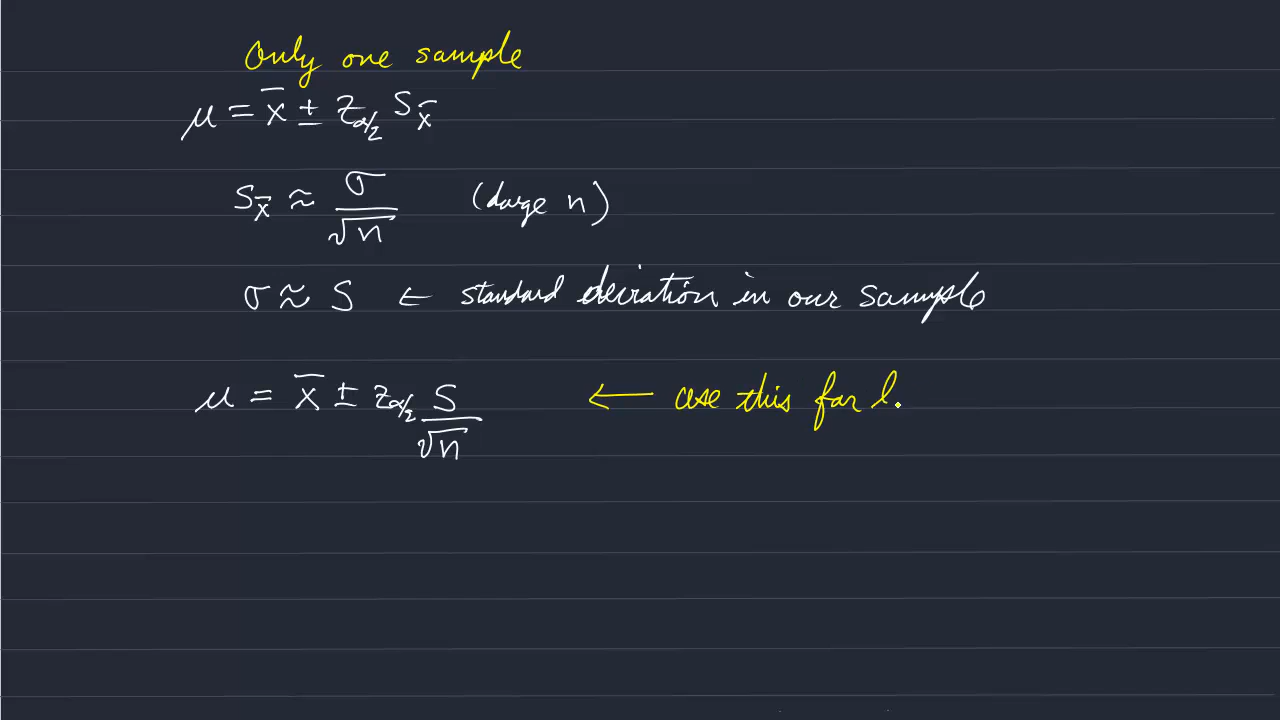 Only one sample
μ = x̄ ± z_{α/2} S_x̄
S_x̄ ≈ σ/√n (large n)
σ ≈ S ← standard deviation in our sample
μ = x̄ ± z_{α/2} S/√n ← use this for l